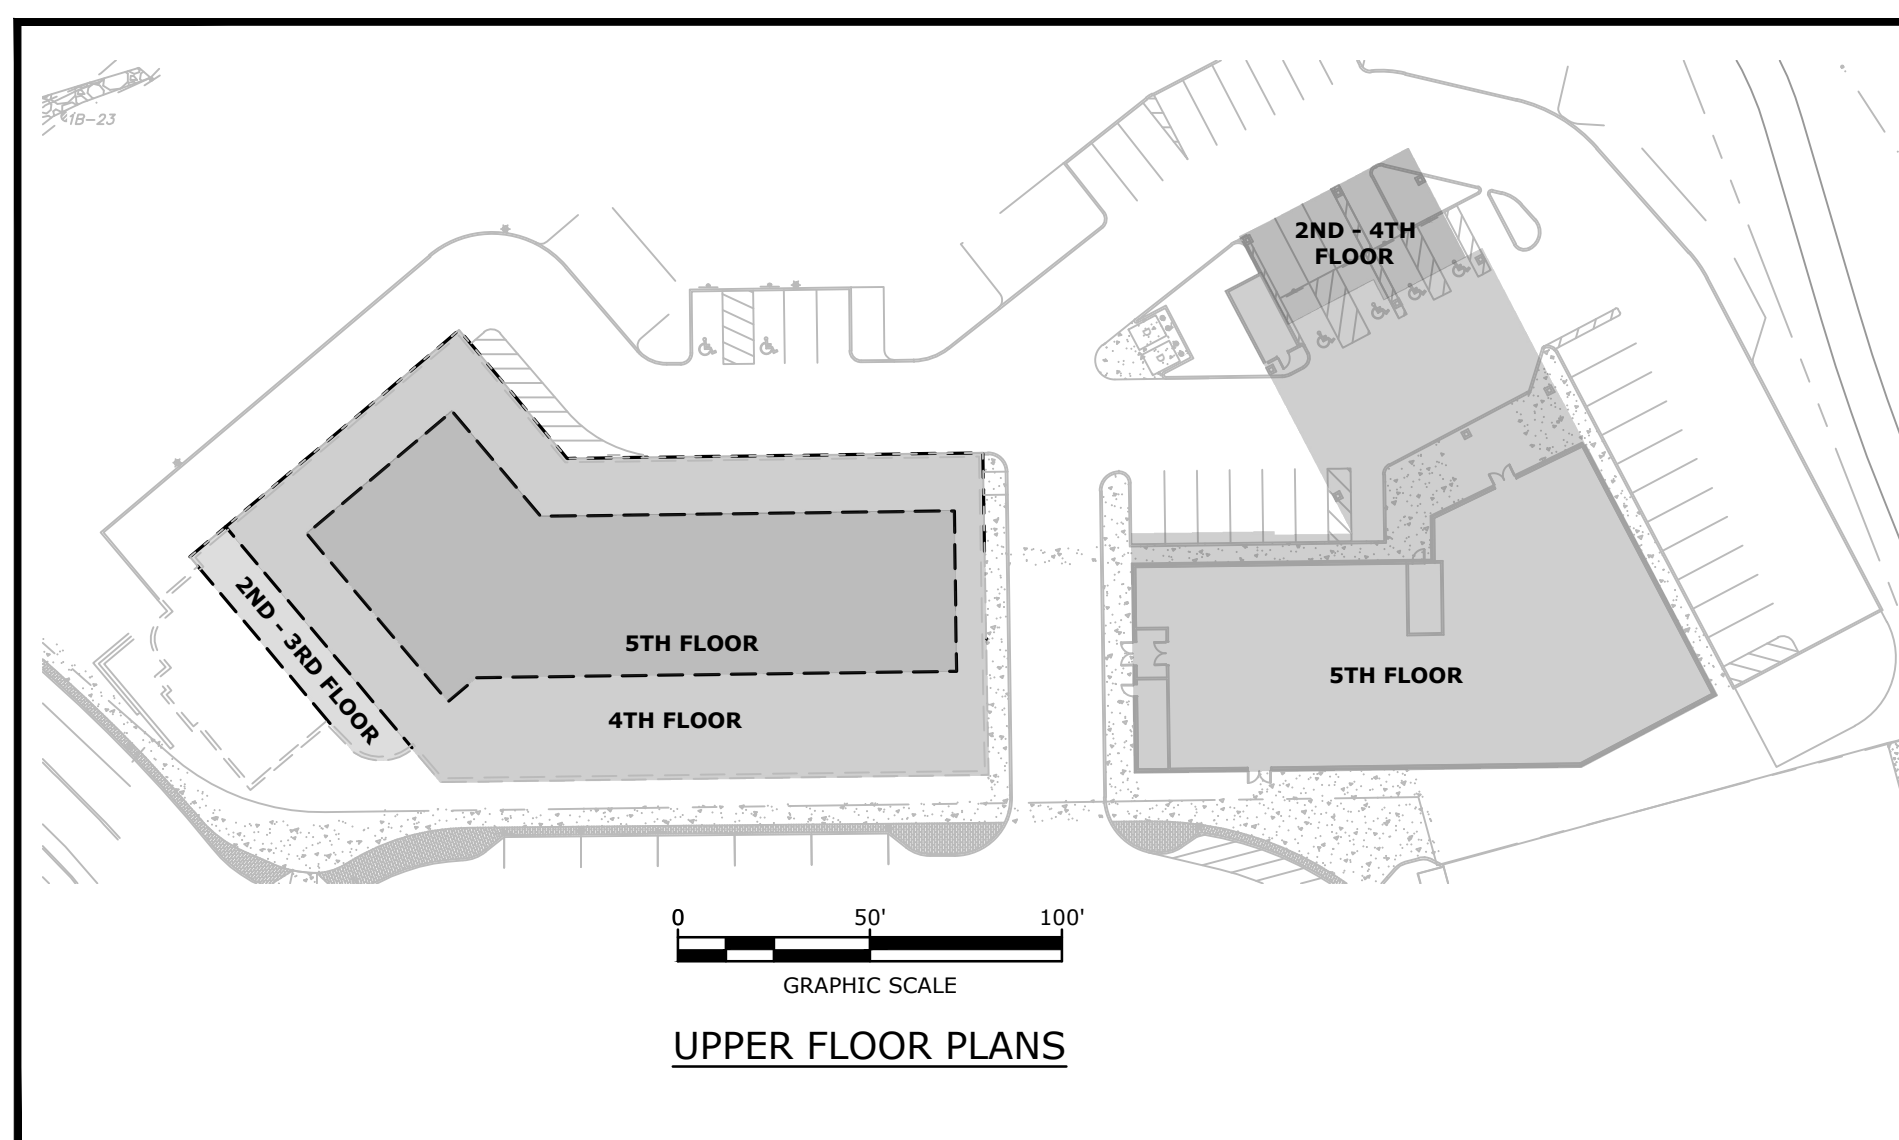 1B-23
2ND - 4TH
FLOOR
2ND - 3RD FLOOR
5TH FLOOR
4TH FLOOR
5TH FLOOR
0 50' 100'
GRAPHIC SCALE
UPPER FLOOR PLANS